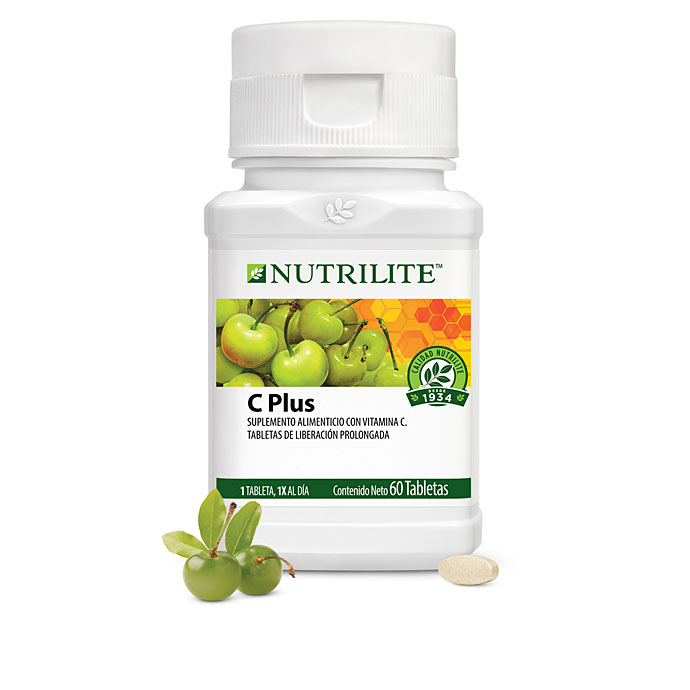 NUTRILITE™
CALIDAD NUTRILITE
DESDE
1934
C Plus
SUPLEMENTO ALIMENTICIO CON VITAMINA C.
TABLETAS DE LIBERACIÓN PROLONGADA
1 TABLETA, 1X AL DÍA Contenido Neto 60 Tabletas